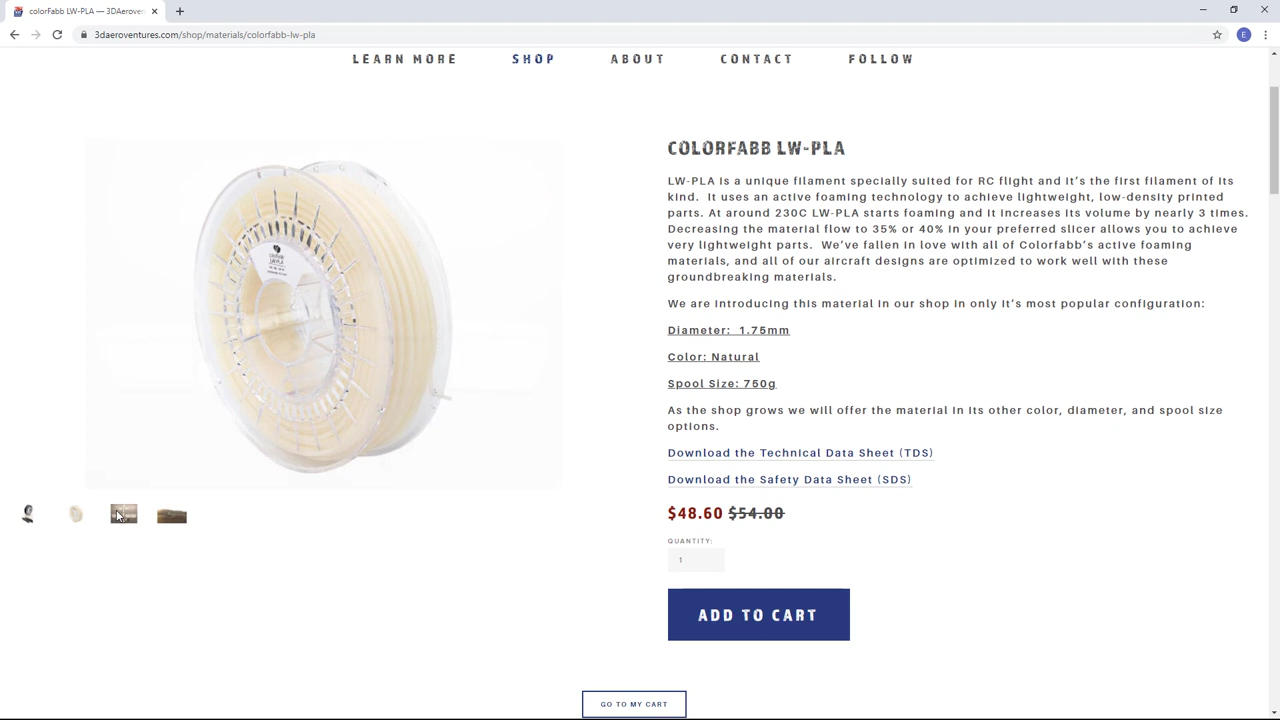 colorFabb LW-PLA — 3DAeroven
3daeroventures.com/shop/materials/colorfabb-lw-pla
E
LEARN MORE SHOP ABOUT CONTACT FOLLOW
COLORFABB LW-PLA
LW-PLA is a unique filament specially suited for RC flight and it's the first filament of its
kind. It uses an active foaming technology to achieve lightweight, low-density printed
parts. At around 230C LW-PLA starts foaming and it increases its volume by nearly 3 times.
Decreasing the material flow to 35% or 40% in your preferred slicer allows you to achieve
very lightweight parts. We've fallen in love with all of Colorfabb's active foaming
materials, and all of our aircraft designs are optimized to work well with these
groundbreaking materials.
We are introducing this material in our shop in only it's most popular configuration:
Diameter: 1.75mm
Color: Natural
Spool Size: 750g
As the shop grows we will offer the material in its other color, diameter, and spool size
options.
Download the Technical Data Sheet (TDS)
Download the Safety Data Sheet (SDS)
$48.60 $54.00
QUANTITY:
1
ADD TO CART
GO TO MY CART